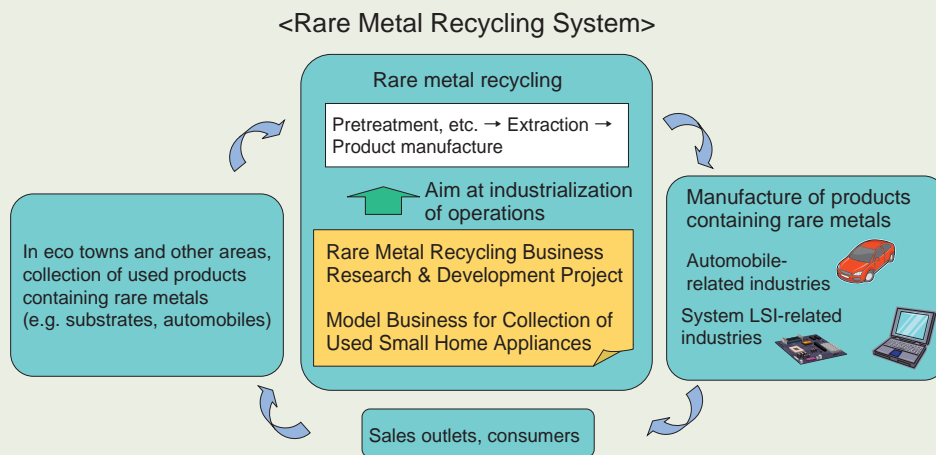 <Rare Metal Recycling System>
Rare metal recycling
Pretreatment, etc. → Extraction →
Product manufacture
Aim at industrialization
of operations
Rare Metal Recycling Business
Research & Development Project
Model Business for Collection of
Used Small Home Appliances
Manufacture of products
containing rare metals
Automobile-
related industries
System LSI-related
industries
Sales outlets, consumers
In eco towns and other areas,
collection of used products
containing rare metals
(e.g. substrates, automobiles)